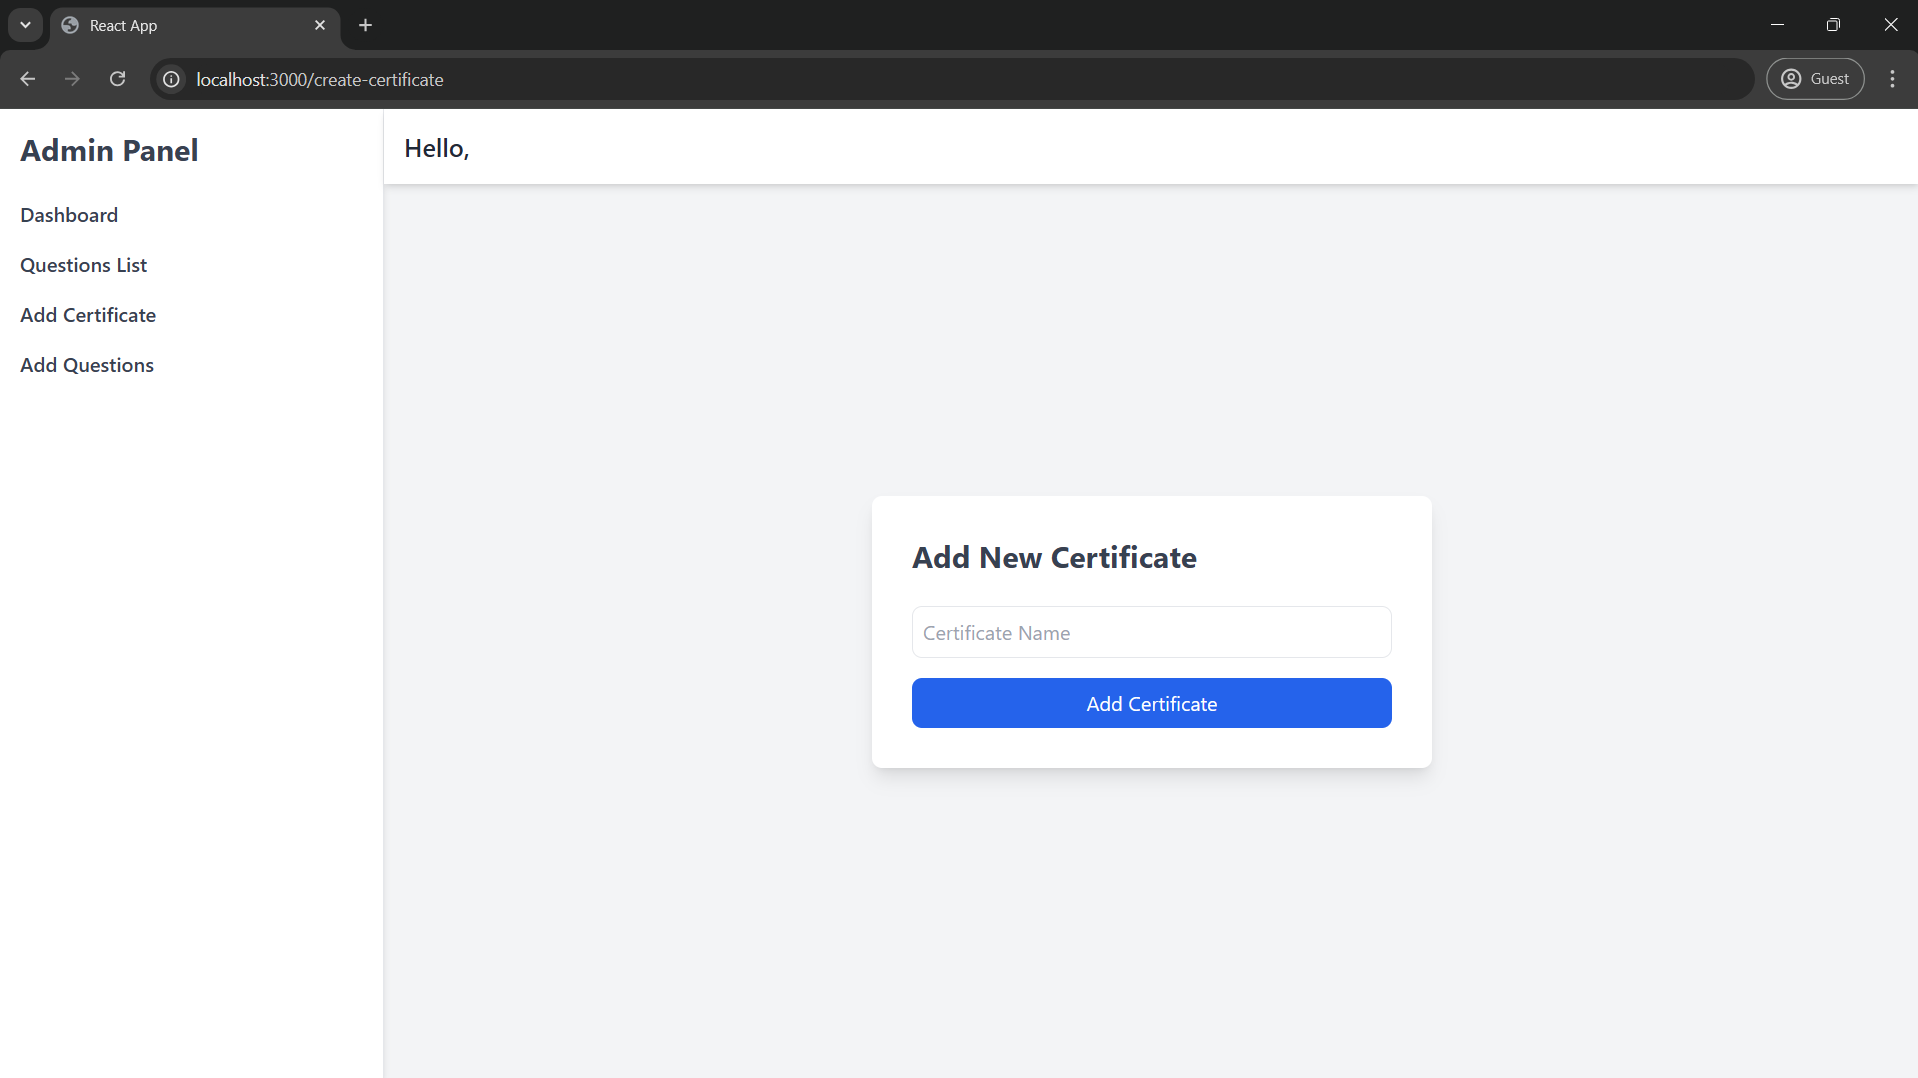 React App
localhost:3000/create-certificate
Guest
Admin Panel
Hello,
Dashboard
Questions List
Add Certificate
Add Questions
Add New Certificate
Certificate Name
Add Certificate